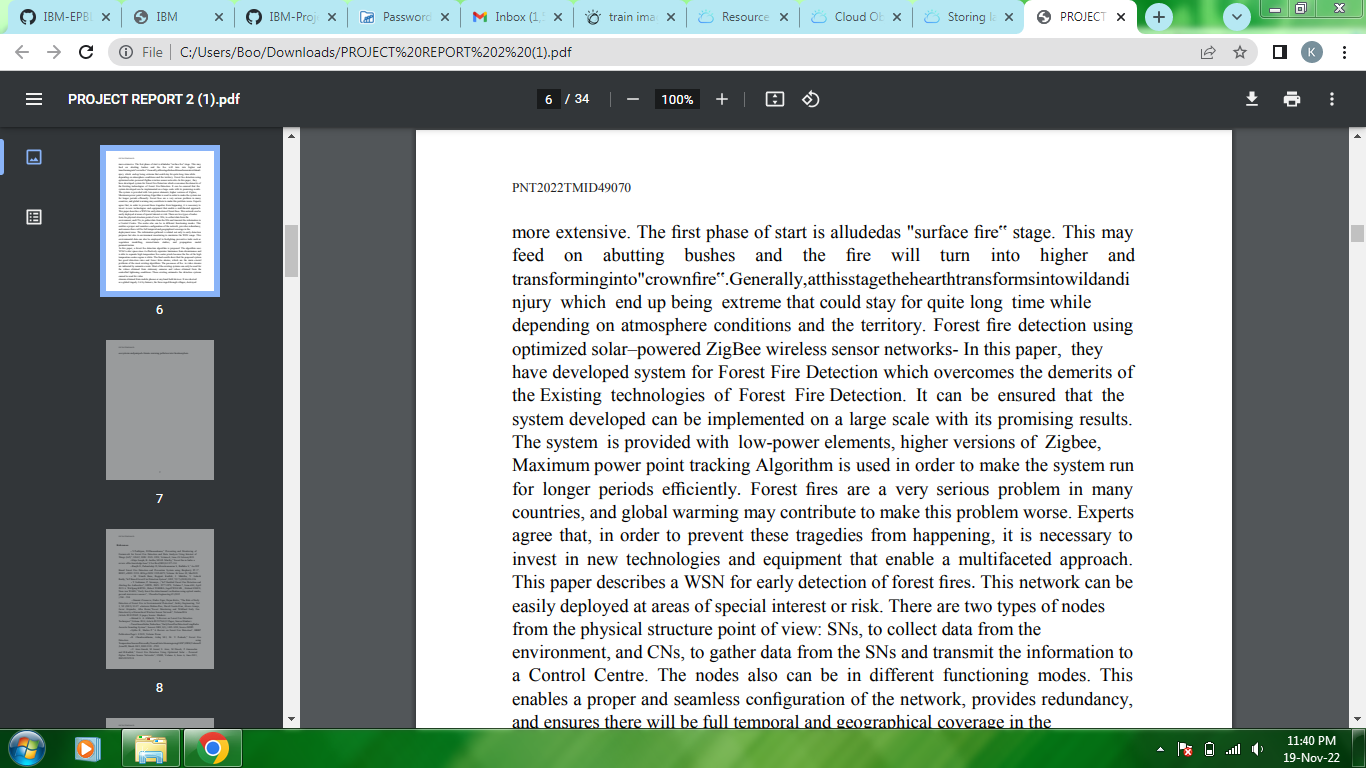 IBM-EPB
IBM
IBM-Proj
Password
Inbox (1,
train ima
Resource
Cloud Ob
Storing
PROJECT
File | C:/Users/Boo/Downloads/PROJECT%20REPORT%202%20(1).pdf
K
PROJECT REPORT 2 (1).pdf
6 / 34
100%
6
7
8
PNT2022TMID49070
more extensive. The first phase of start is alludedas "surface fire‟ stage. This may
feed on abutting bushes and the fire will turn into higher and
transforminginto"crownfire‟.Generally,atthisstagethehearthtransformsintowildandi
njury which end up being extreme that could stay for quite long time while
depending on atmosphere conditions and the territory. Forest fire detection using
optimized solar–powered ZigBee wireless sensor networks- In this paper, they
have developed system for Forest Fire Detection which overcomes the demerits of
the Existing technologies of Forest Fire Detection. It can be ensured that the
system developed can be implemented on a large scale with its promising results.
The system is provided with low-power elements, higher versions of Zigbee,
Maximum power point tracking Algorithm is used in order to make the system run
for longer periods efficiently. Forest fires are a very serious problem in many
countries, and global warming may contribute to make this problem worse. Experts
agree that, in order to prevent these tragedies from happening, it is necessary to
invest in new technologies and equipment that enable a multifaceted approach.
This paper describes a WSN for early detection of forest fires. This network can be
easily deployed at areas of special interest or risk. There are two types of nodes
from the physical structure point of view: SNs, to collect data from the
environment, and CNs, to gather data from the SNs and transmit the information to
a Control Centre. The nodes also can be in different functioning modes. This
enables a proper and seamless configuration of the network, provides redundancy,
and ensures there will be full temporal and geographical coverage in the
11:40 PM
19-Nov-22